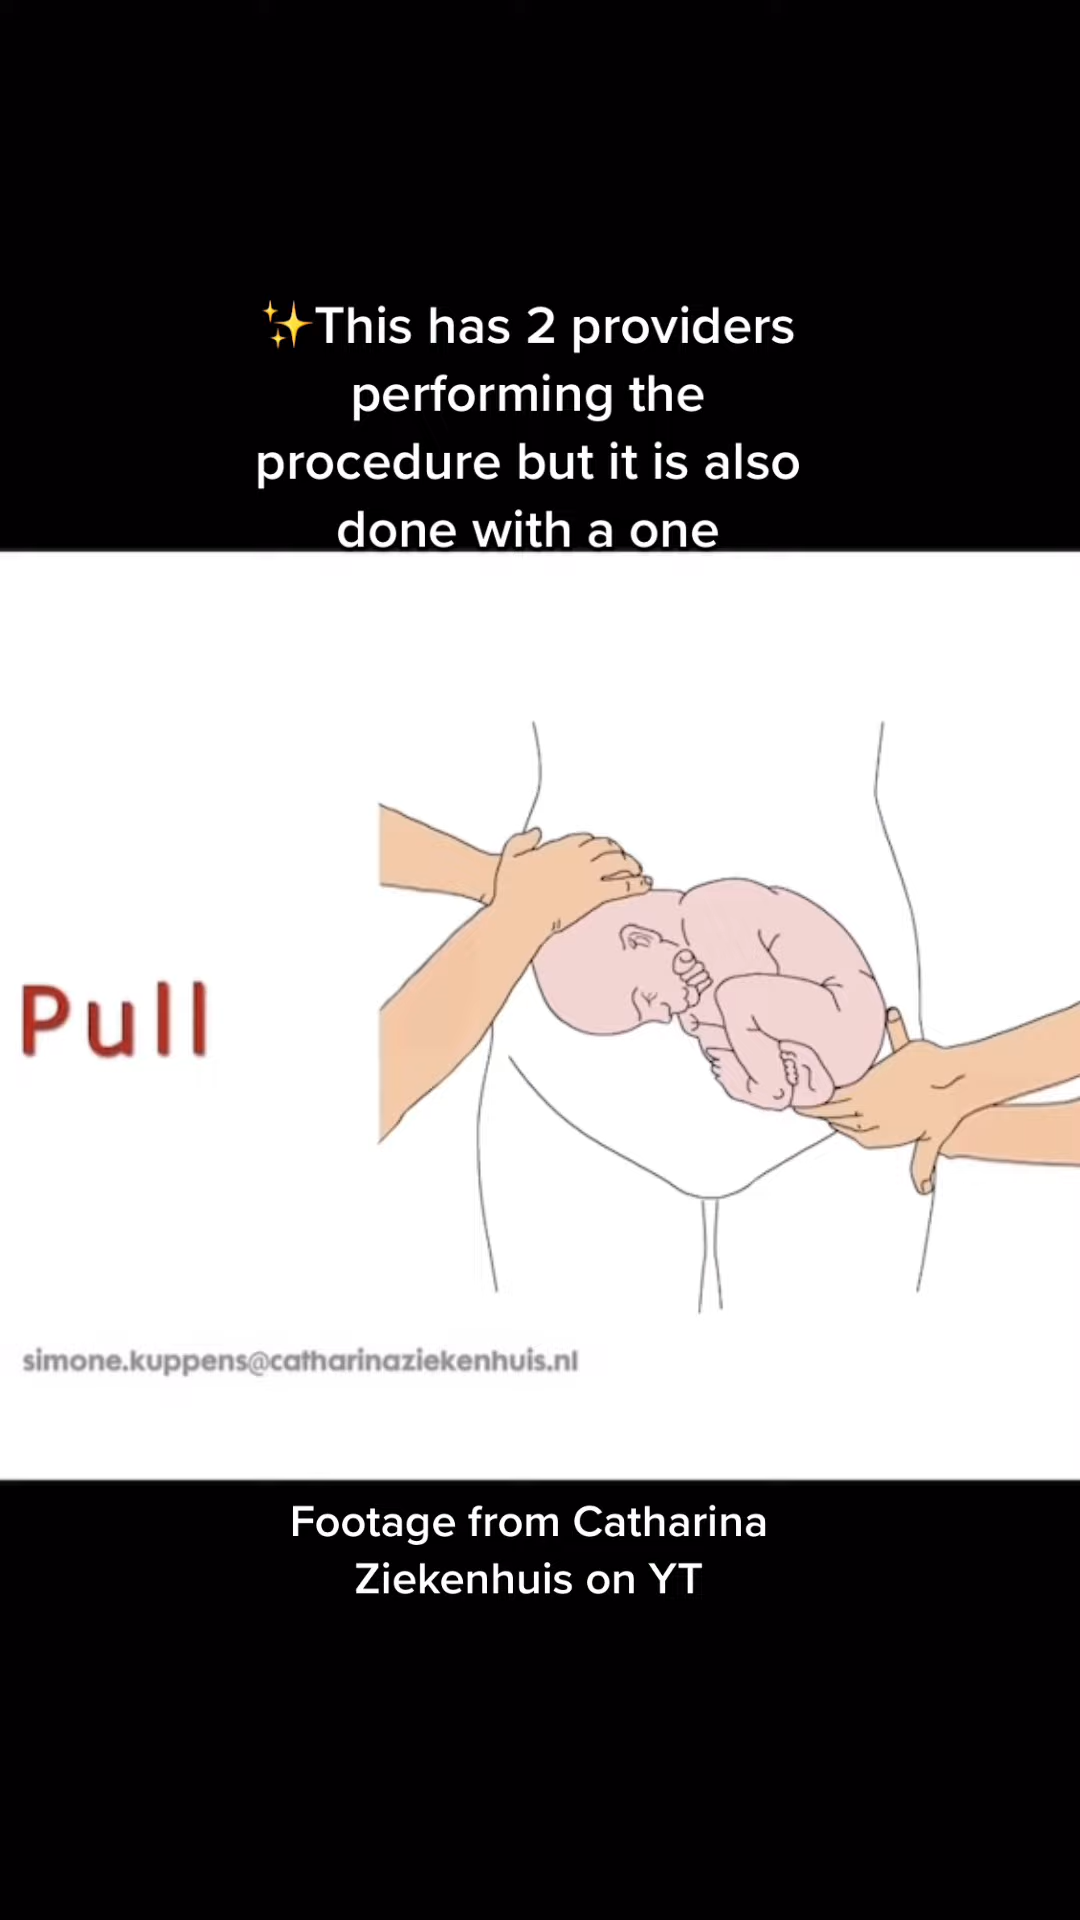 ✨This has 2 providers
performing the
procedure but it is also
done with a one
Pull
simone.kuppens@catharinaziekenhuis.nl
Footage from Catharina
Ziekenhuis on YT